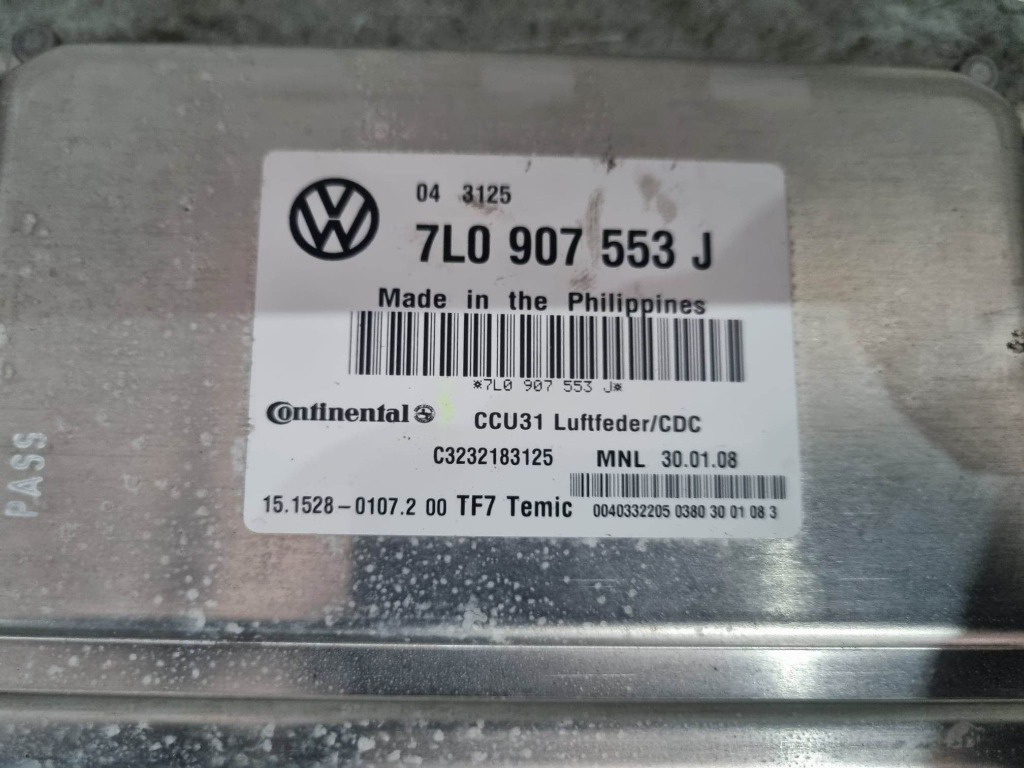 04 3125
7L0 907 553 J
Made in the Philippines
*7L0 907 553 J*
Continental CCU31 Luftfeder/CDC
C3232183125 MNL 30.01.08
15.1528-0107.2 00 TF7 Temic 0040332205 0380 30 01 08 3
PASS